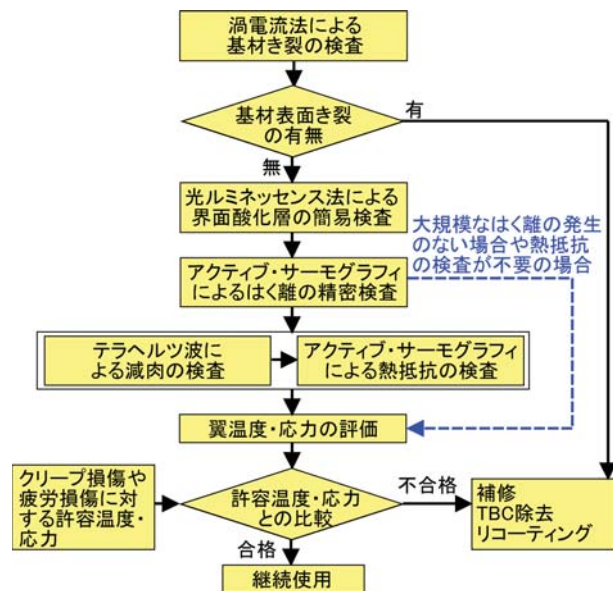 渦電流法による
基材き裂の検査
基材表面き裂
の有無
有
無
光ルミネッセンス法による
界面酸化層の簡易検査
大規模なはく離の発生
のない場合や熱抵抗
の検査が不要の場合
アクティブ・サーモグラフィ
によるはく離の精密検査
テラヘルツ波に
よる減肉の検査
アクティブ・サーモグラフィ
による熱抵抗の検査
翼温度・応力の評価
クリープ損傷や
疲労損傷に対
する許容温度・
応力
許容温度・応力
との比較
不合格
補修
TBC除去
リコーティング
合格
継続使用